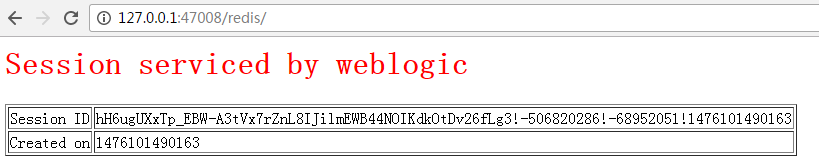 127.0.0.1:47008/redis/
Session serviced by weblogic
Session ID hH6ugUXxTp_EBW-A3tVx7rZnL8IJilmEWB44NOIKdkOtDv26fLg3!-506820286!-68952051!1476101490163
Created on 1476101490163